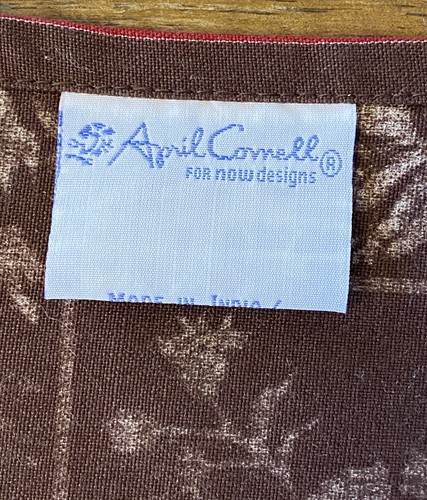 April Cornell®
FOR now designs
MADE IN INDIA /